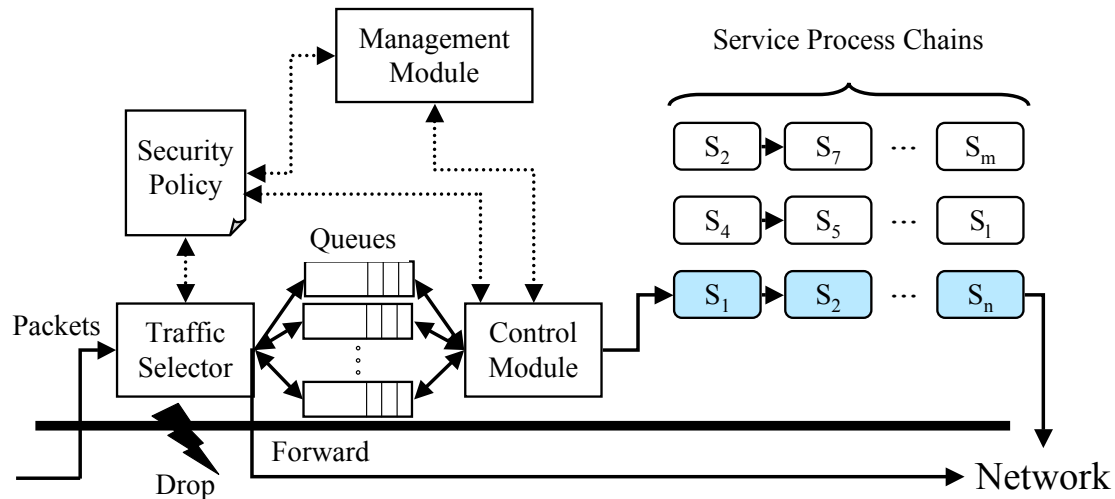 Management
Module
Service Process Chains
Security
Policy
S₂ S₇ ... Sₘ
S₄ S₅ ... Sₗ
Queues
S₁ S₂ ... Sₙ
Packets
Traffic
Selector
Control
Module
Forward
Drop
Network